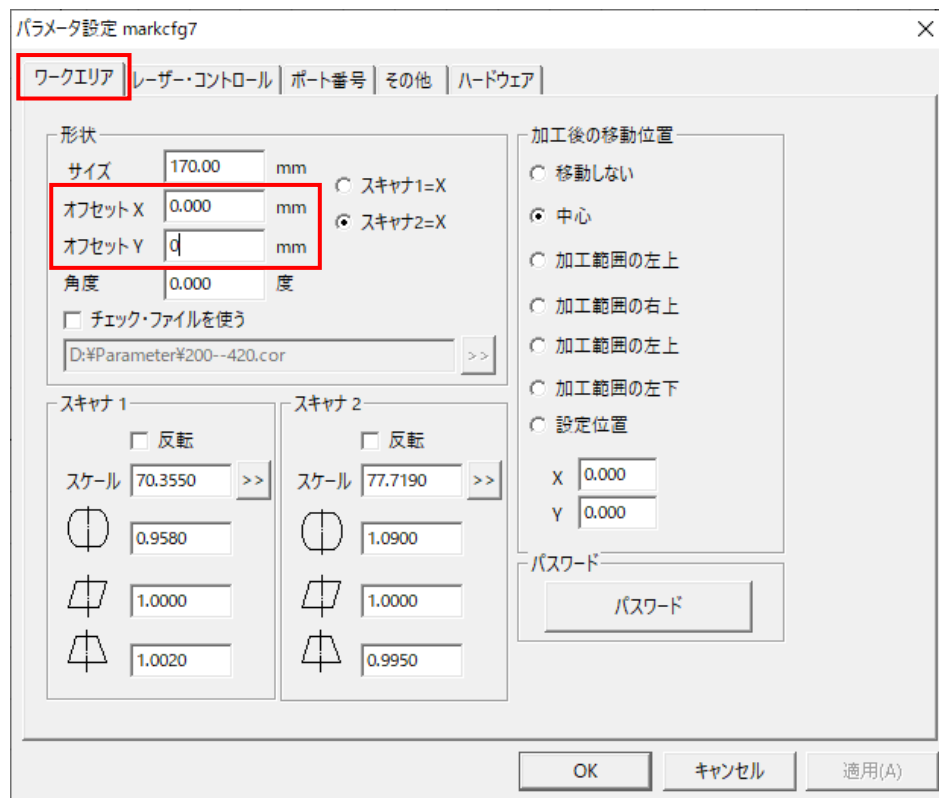 パラメータ設定 markcfg7
ワークエリア レーザー・コントロール ポート番号 その他 ハードウェア
形状
サイズ 170.00 mm
オフセット X 0.000 mm
オフセット Y 0 mm
角度 0.000 度
スキャナ1=X
スキャナ2=X
チェック・ファイルを使う
D:¥Parameter¥200--420.cor >>
スキャナ 1
反転
スケール 70.3550 >>
0.9580
1.0000
1.0020
スキャナ 2
反転
スケール 77.7190 >>
1.0900
1.0000
0.9950
加工後の移動位置
移動しない
中心
加工範囲の左上
加工範囲の右上
加工範囲の左上
加工範囲の左下
設定位置
X 0.000
Y 0.000
パスワード
パスワード
OK キャンセル 適用(A)